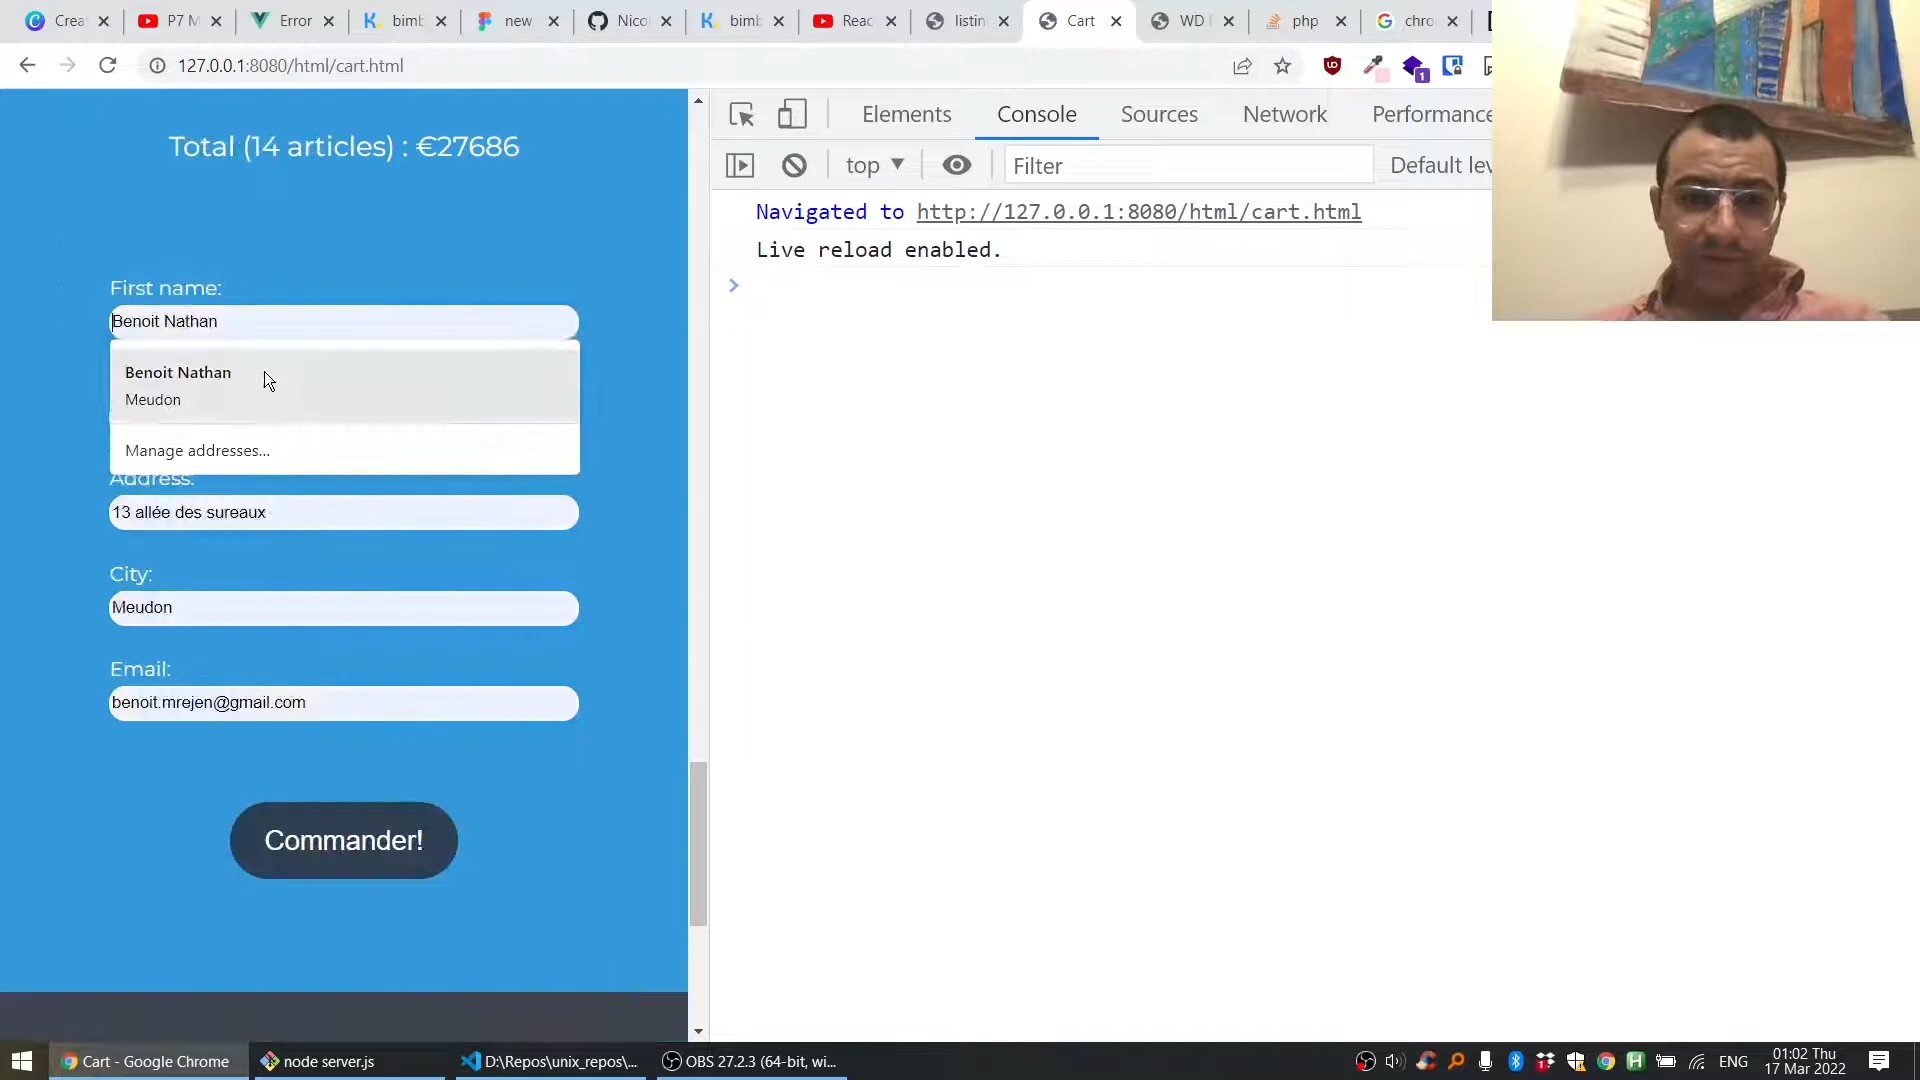 Crea
P7 M
Error
bimb
new
Nico
bimb
Reac
listin
Cart
WD
php
chro
127.0.0.1:8080/html/cart.html
1
Total (14 articles) : €27686
First name:
Benoit Nathan
Benoit Nathan
Meudon
Manage addresses...
Address:
13 allée des sureaux
City:
Meudon
Email:
benoit.mrejen@gmail.com
Commander!
Elements
Console
Sources
Network
Performance
top
Filter
Default lev
Navigated to http://127.0.0.1:8080/html/cart.html
Live reload enabled.
Cart - Google Chrome
node server.js
D:\Repos\unix_repos\...
OBS 27.2.3 (64-bit, wi...
ENG
01:02 Thu
17 Mar 2022